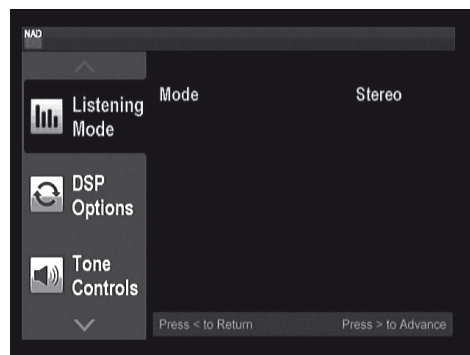 NAD
Listening
Mode
Mode Stereo
DSP
Options
Tone
Controls
Press < to Return Press > to Advance